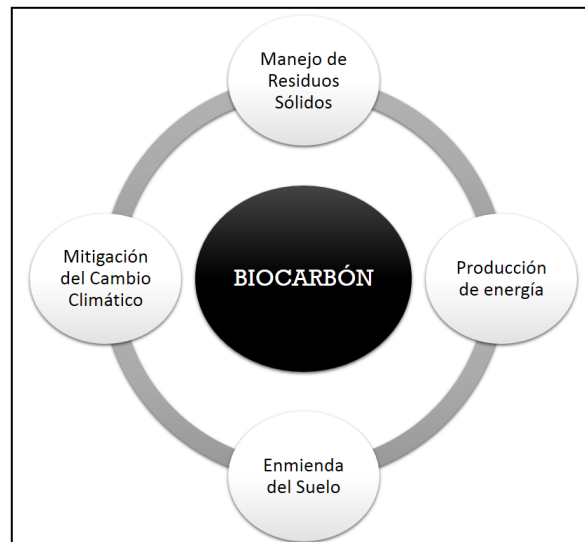 Manejo de
Residuos
Sólidos
Mitigación
del Cambio
Climático
BIOCARBÓN
Producción
de energía
Enmienda
del Suelo